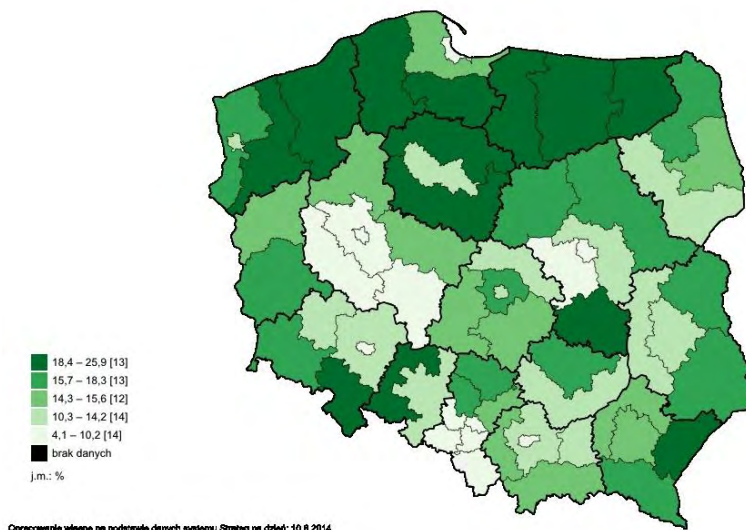 18,4 – 25,9 [13]
15,7 – 18,3 [13]
14,3 – 15,6 [12]
10,3 – 14,2 [14]
4,1 – 10,2 [14]
brak danych
j.m.: %
Opracowanie własne na podstawie danych systemu Strateg na dzień: 10.6.2014